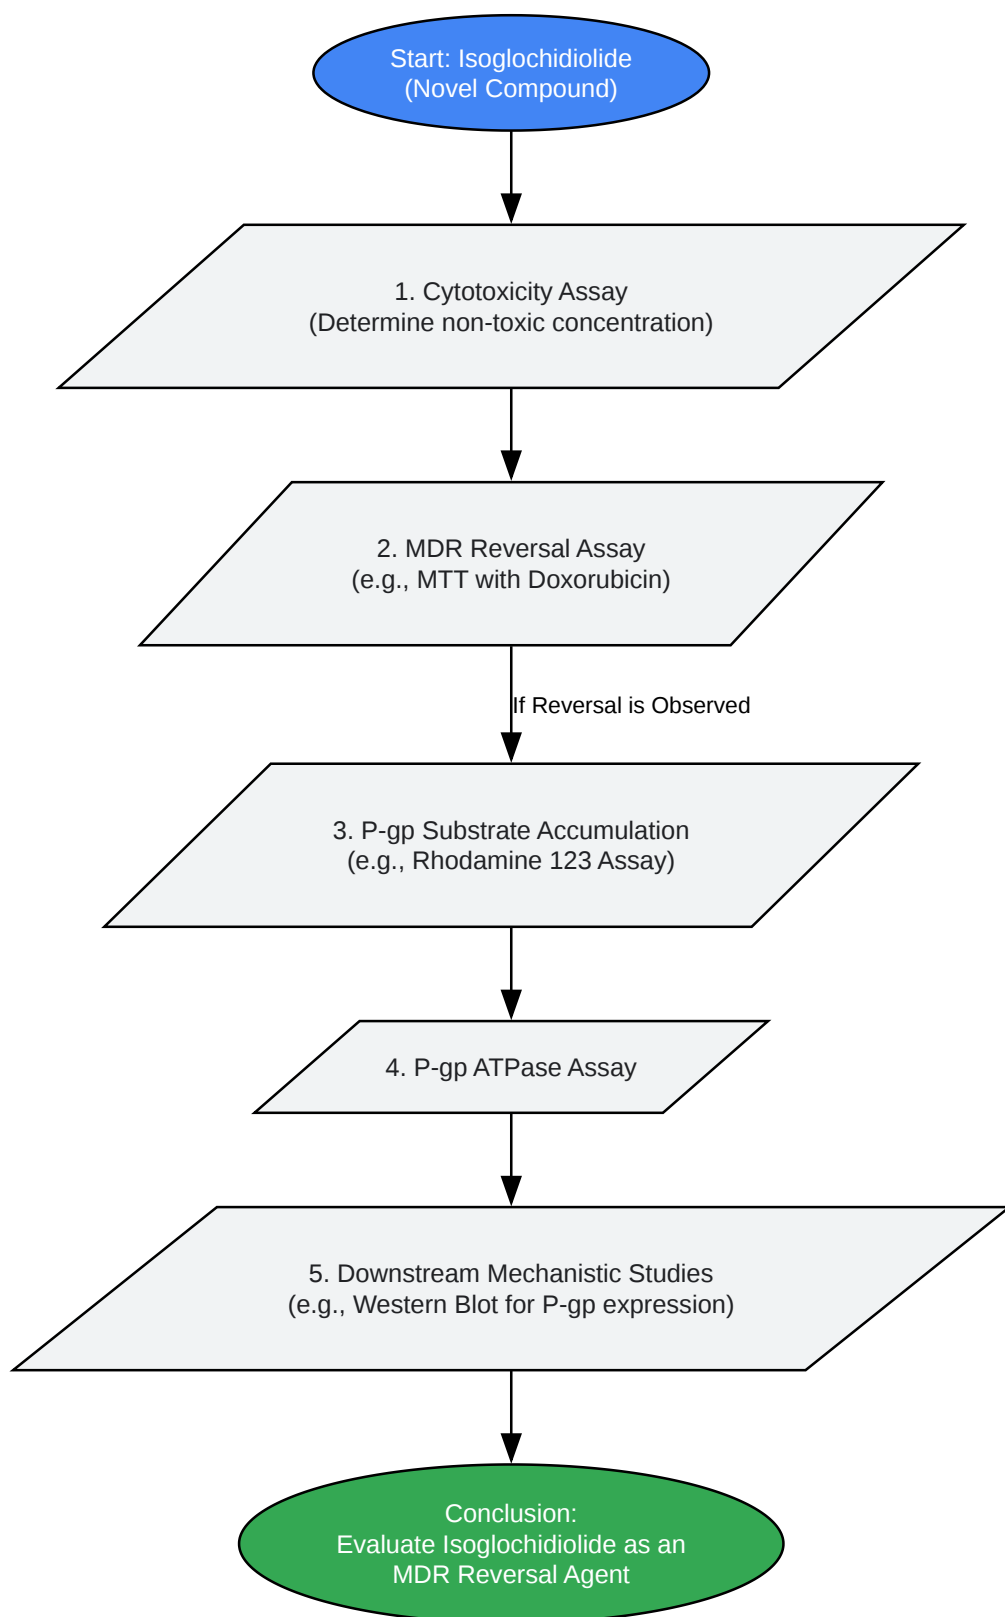 Start: Isoglochidiolide
(Novel Compound)
1. Cytotoxicity Assay
(Determine non-toxic concentration)
2. MDR Reversal Assay
(e.g., MTT with Doxorubicin)
If Reversal is Observed
3. P-gp Substrate Accumulation
(e.g., Rhodamine 123 Assay)
4. P-gp ATPase Assay
5. Downstream Mechanistic Studies
(e.g., Western Blot for P-gp expression)
Conclusion:
Evaluate Isoglochidiolide as an
MDR Reversal Agent